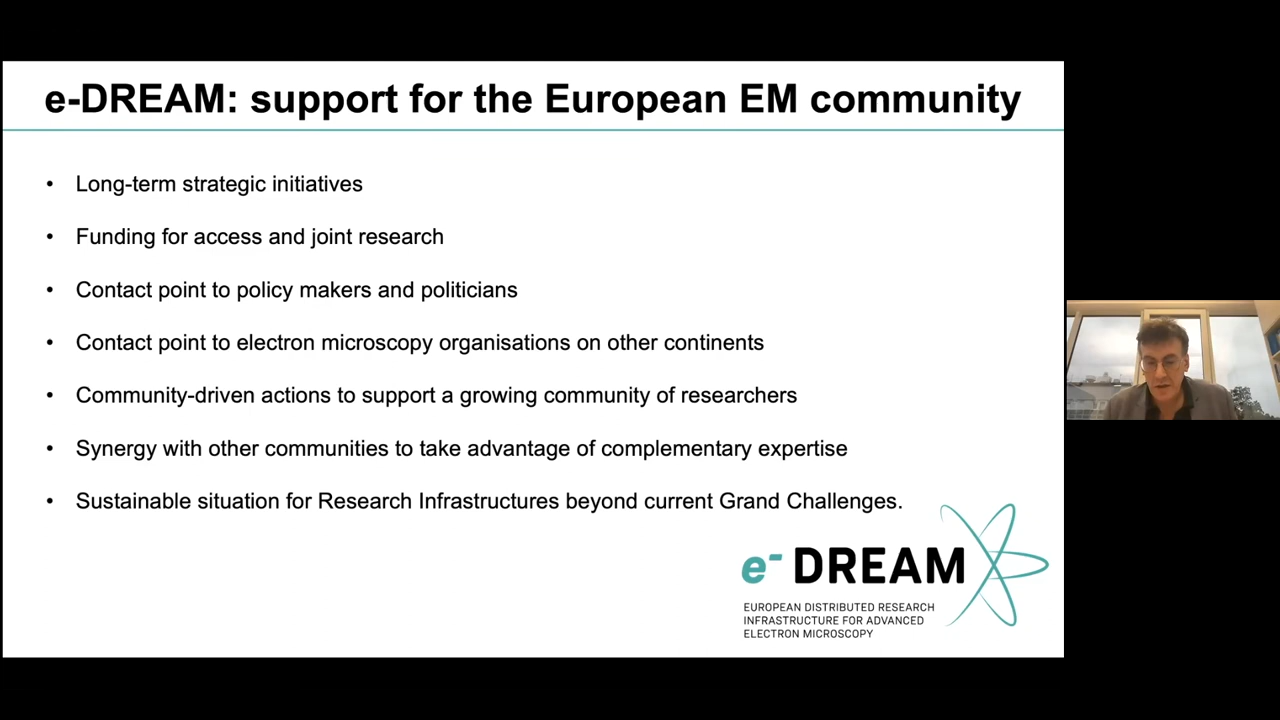 e-DREAM: support for the European EM community
• Long-term strategic initiatives
• Funding for access and joint research
• Contact point to policy makers and politicians
• Contact point to electron microscopy organisations on other continents
• Community-driven actions to support a growing community of researchers
• Synergy with other communities to take advantage of complementary expertise
• Sustainable situation for Research Infrastructures beyond current Grand Challenges.
e- DREAM
EUROPEAN DISTRIBUTED RESEARCH
INFRASTRUCTURE FOR ADVANCED
ELECTRON MICROSCOPY